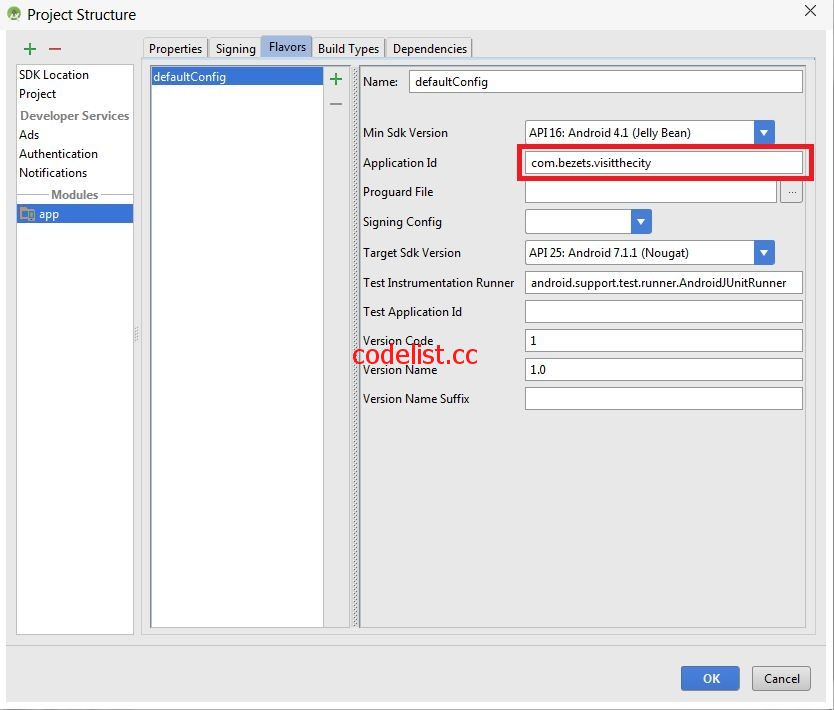 Project Structure
SDK Location
Project
Developer Services
Ads
Authentication
Notifications
Modules
app
Properties
Signing
Flavors
Build Types
Dependencies
defaultConfig
Name: defaultConfig
Min Sdk Version API 16: Android 4.1 (Jelly Bean)
Application Id com.bezets.visitthecity
Proguard File ...
Signing Config
Target Sdk Version API 25: Android 7.1.1 (Nougat)
Test Instrumentation Runner android.support.test.runner.AndroidJUnitRunner
Test Application Id
Version Code 1
codelist.cc
Version Name 1.0
Version Name Suffix
OK Cancel